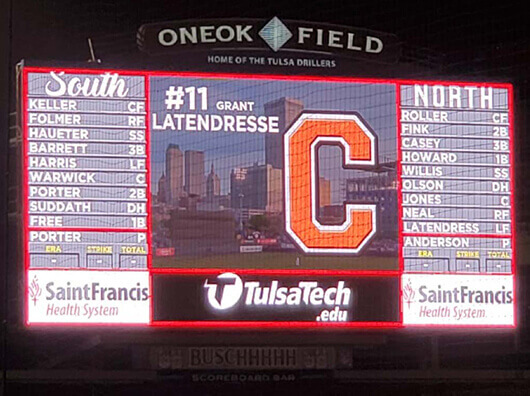 ONEOK FIELD
HOME OF THE TULSA DRILLERS
South
KELLER CF
FOLMER RF
HAUETER SS
BARRETT 3B
HARRIS LF
WARWICK C
PORTER 2B
SUDDATH DH
FREE 1B
PORTER P
ERA STRIKE TOTAL
- - -
#11 GRANT
LATENDRESSE
C
NORTH
ROLLER CF
FINK 2B
CASEY 3B
HOWARD 1B
WILLIS SS
OLSON DH
JONES C
NEAL RF
LATENDRESS LF
ANDERSON P
ERA STRIKE TOTAL
- - -
SaintFrancis
Health System
TulsaTech
.edu
SaintFrancis
Health System
BUSCHHHHH
SCOREBOARD BAR